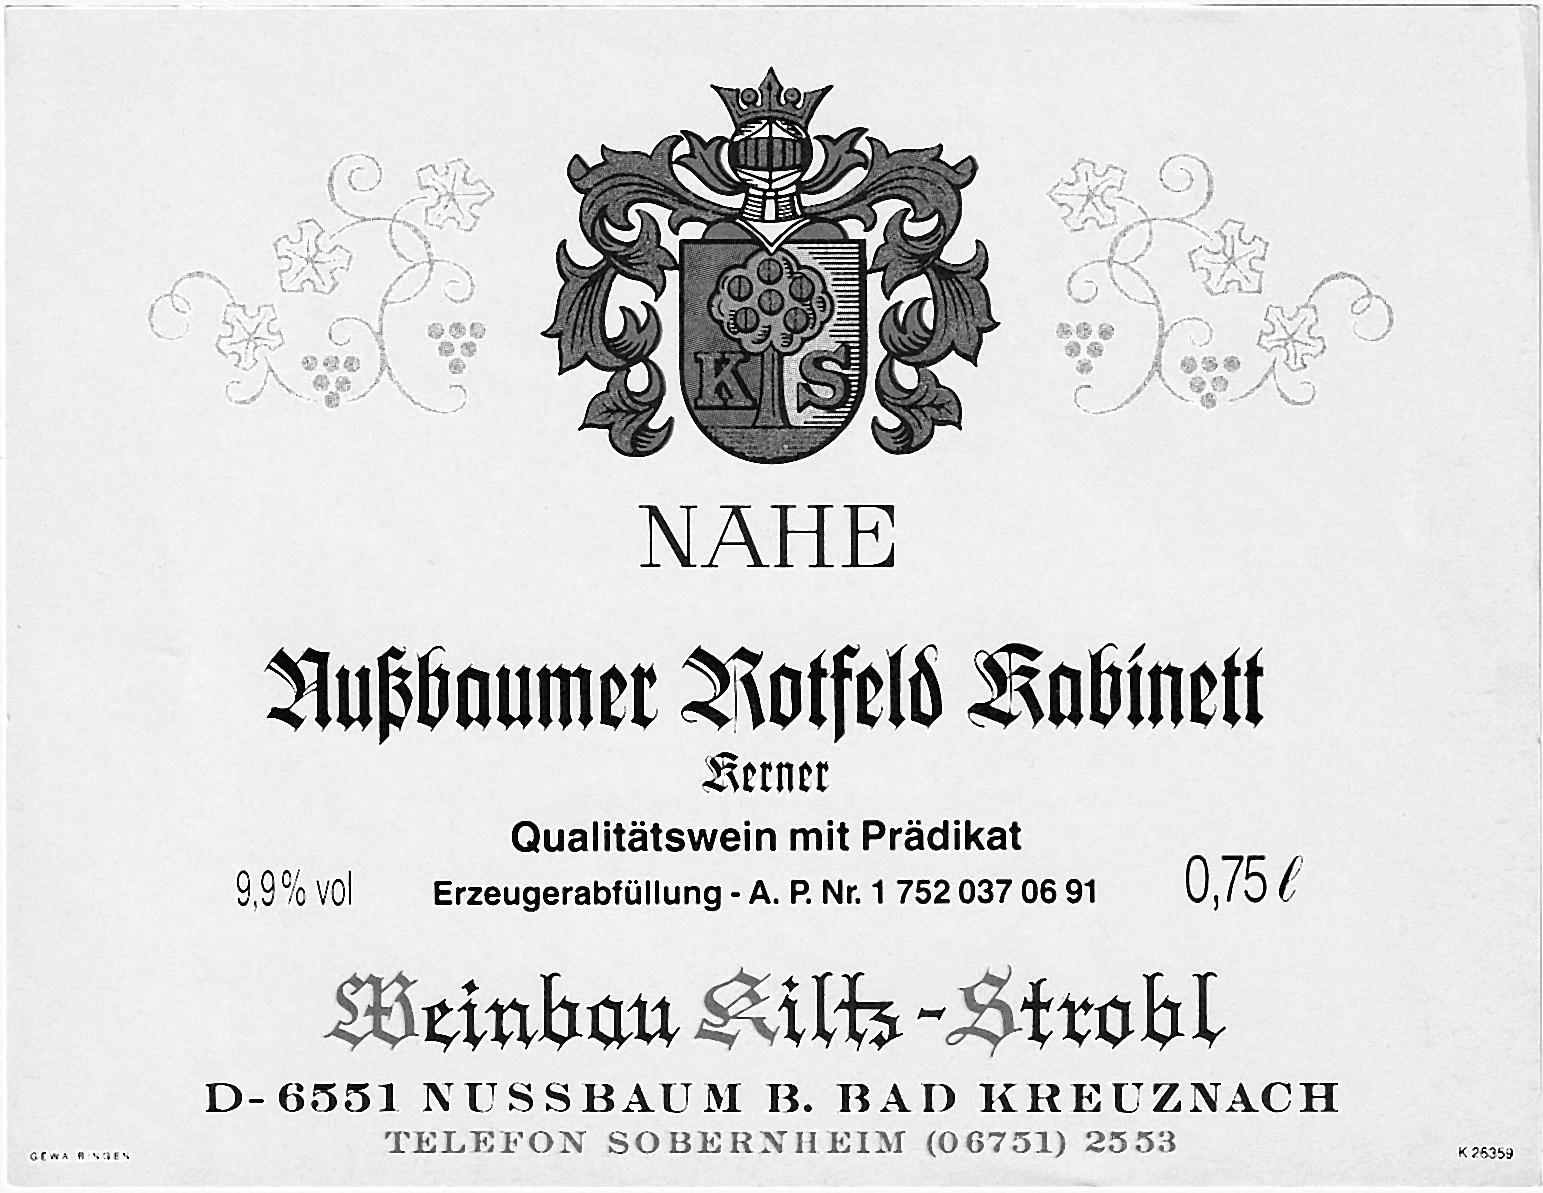 K S
NAHE
Nußbaumer Rotfeld Kabinett
Kerner
Qualitätswein mit Prädikat
9,9% vol Erzeugerabfüllung - A. P. Nr. 1 752 037 06 91 0,75 ℓ
Weinbau Kiltz-Strobl
D-6551 NUSSBAUM B. BAD KREUZNACH
TELEFON SOBERNHEIM (06751) 2553
GEWA BINGEN K 26359